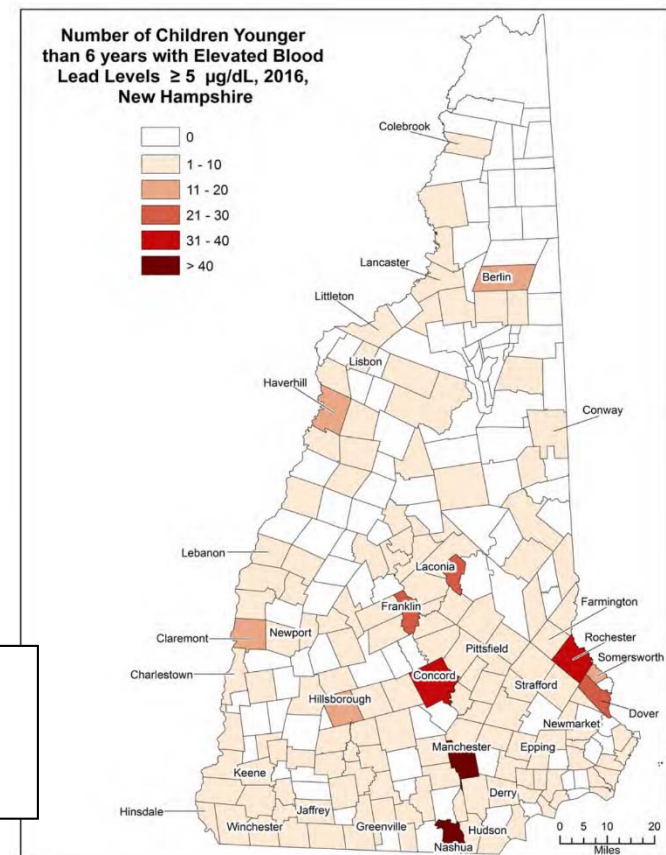 Number of Children Younger
than 6 years with Elevated Blood
Lead Levels ≥ 5 µg/dL, 2016,
New Hampshire
0
1 - 10
11 - 20
21 - 30
31 - 40
> 40
Colebrook
Lancaster
Berlin
Littleton
Lisbon
Haverhill
Conway
Lebanon
Laconia
Franklin
Farmington
Claremont
Newport
Rochester
Pittsfield
Somersworth
Charlestown
Concord
Strafford
Hillsborough
Dover
Newmarket
Manchester
Epping
Keene
Derry
Hinsdale
Jaffrey
Winchester
Greenville
Hudson
Nashua
0 5 10 20
Miles